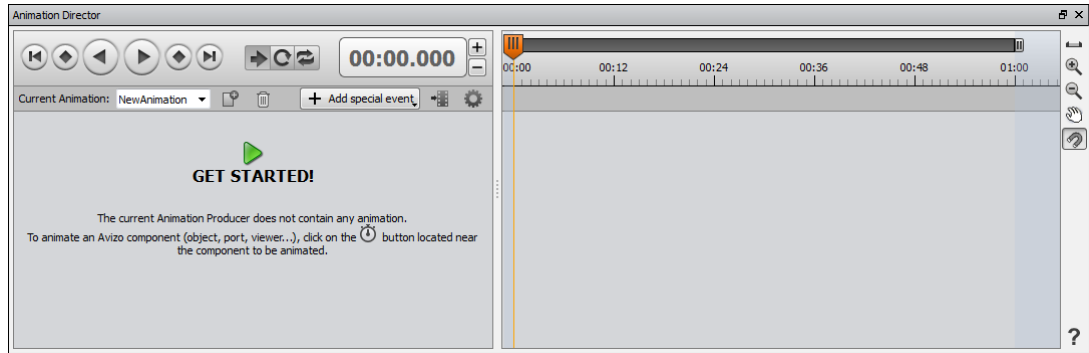 Animation Director
00:00.000
Current Animation: NewAnimation
Add special event
GET STARTED!
The current Animation Producer does not contain any animation.
To animate an Avizo component (object, port, viewer...), click on the button located near
the component to be animated.
00:00 00:12 00:24 00:36 00:48 01:00
?